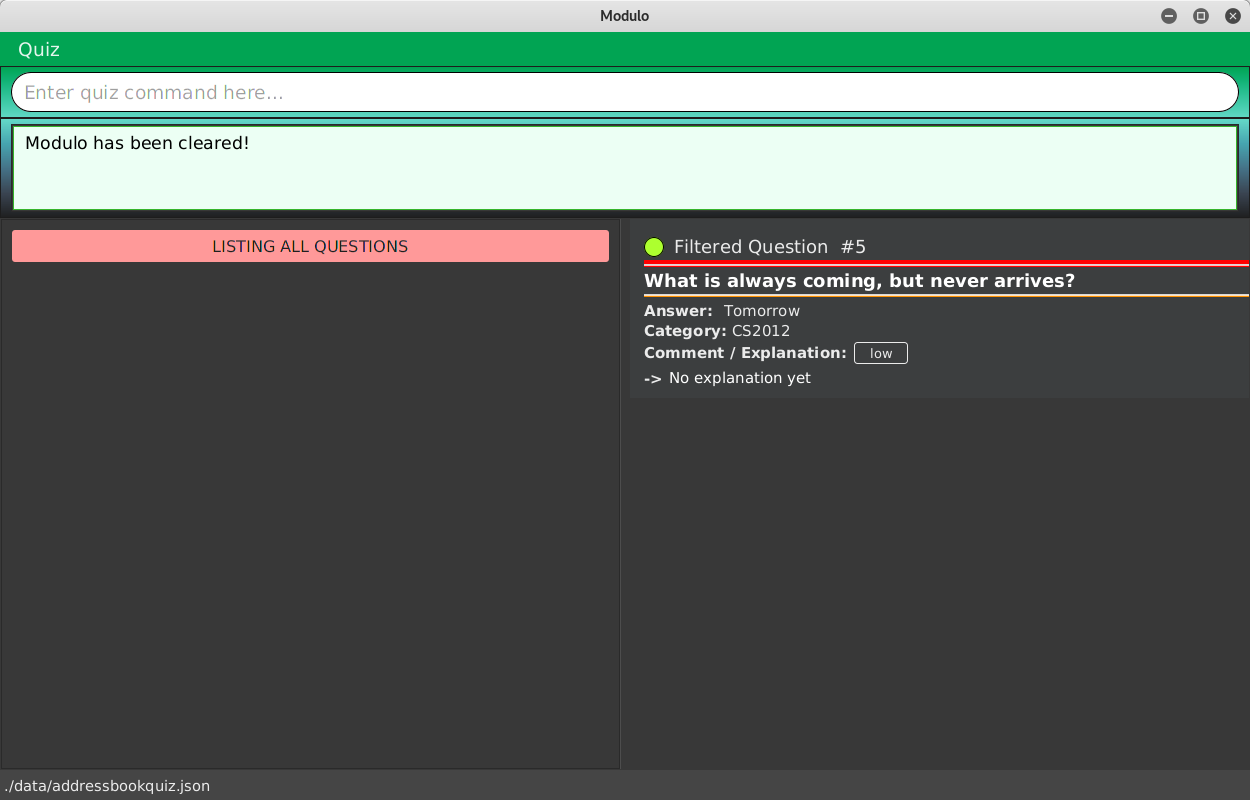 Modulo
Quiz
Enter quiz command here...
Modulo has been cleared!
LISTING ALL QUESTIONS
Filtered Question #5
What is always coming, but never arrives?
Answer: Tomorrow
Category: CS2012
Comment / Explanation: low
-> No explanation yet
./data/addressbookquiz.json